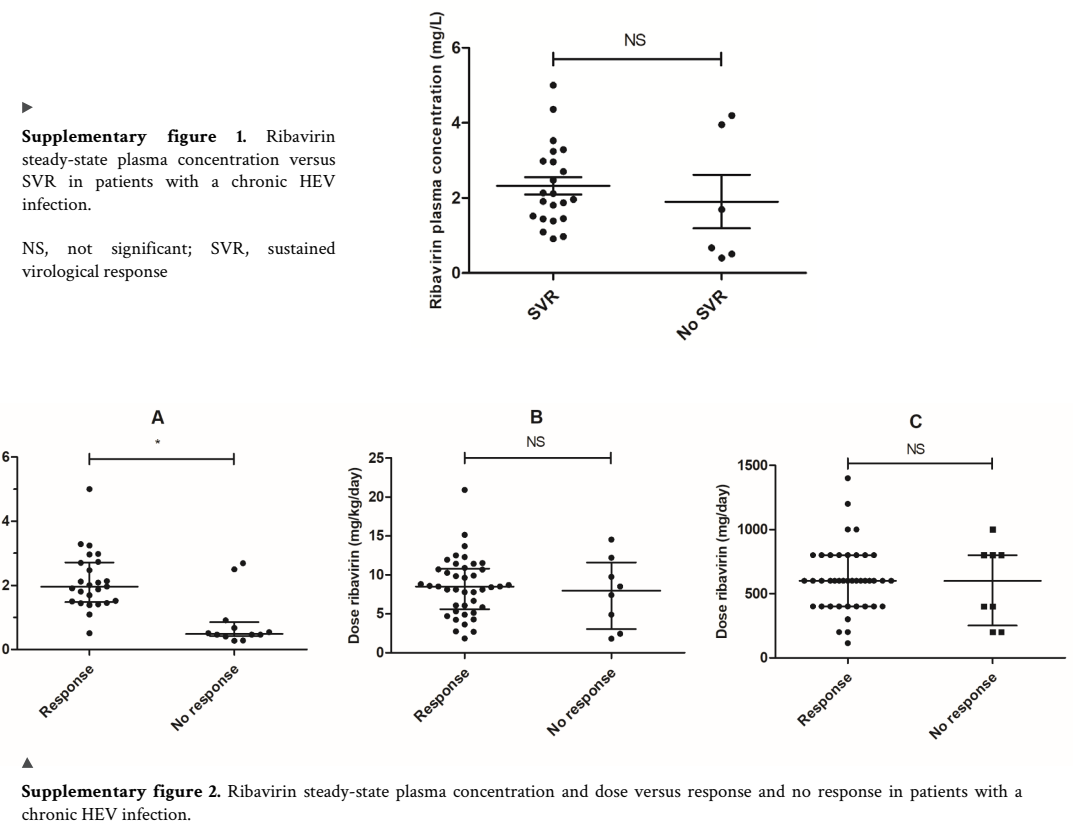 Supplementary figure 1. Ribavirin
steady-state plasma concentration versus
SVR in patients with a chronic HEV
infection.
NS, not significant; SVR, sustained
virological response
Ribavirin plasma concentration (mg/L)
6
4
2
0
NS
SVR
No SVR
A
*
6
4
2
0
Response
No response
B
NS
Dose ribavirin (mg/kg/day)
25
20
15
10
5
0
Response
No response
C
NS
Dose ribavirin (mg/day)
1500
1000
500
0
Response
No response
Supplementary figure 2. Ribavirin steady-state plasma concentration and dose versus response and no response in patients with a
chronic HEV infection.